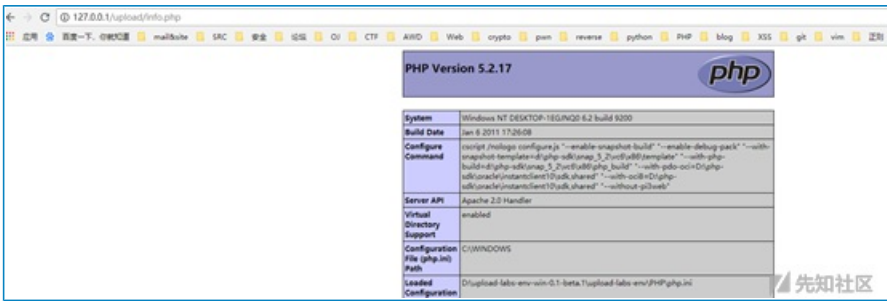 127.0.0.1/upload/info.php
应用 百度一下，你就知道 mail&site SRC 安全 论坛 OJ CTF AWD Web crypto pwn reverse python PHP blog XSS git vim 正则
PHP Version 5.2.17
php
System Windows NT DESKTOP-1EGJNQ0 6.2 build 9200
Build Date Jan 6 2011 17:26:08
Configure Command cscript /nologo configure.js "--enable-snapshot-build" "--enable-debug-pack" "--with-
snapshot-template=d:\php-sdk\snap_5_2\vc6\x86\template" "--with-php-
build=d:\php-sdk\snap_5_2\vc6\x86\php_build" "--with-pdo-oci=D:\php-
sdk\oracle\instantclient10\sdk,shared" "--with-oci8=D:\php-
sdk\oracle\instantclient10\sdk,shared" "--without-pi3web"
Server API Apache 2.0 Handler
Virtual Directory Support enabled
Configuration File (php.ini) Path C:\WINDOWS
Loaded Configuration D:\upload-labs-env-win-0.1-beta.1\upload-labs-env\PHP\php.ini
先知社区